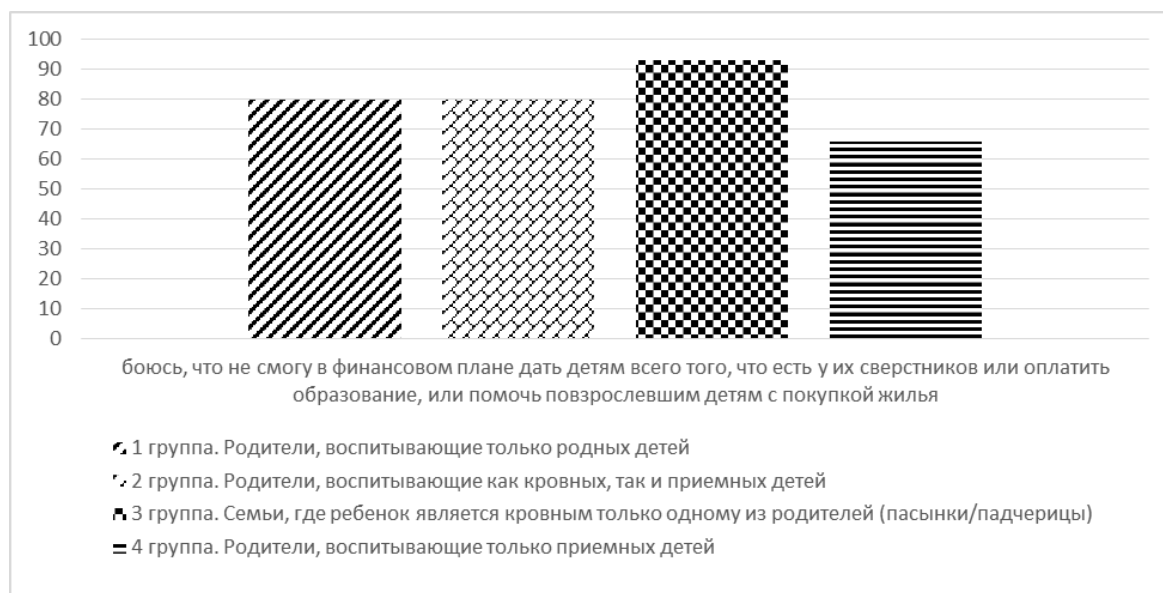 100
90
80
70
60
50
40
30
20
10
0
боюсь, что не смогу в финансовом плане дать детям всего того, что есть у их сверстников или оплатить
образование, или помочь повзрослевшим детям с покупкой жилья
1 группа. Родители, воспитывающие только родных детей
2 группа. Родители, воспитывающие как кровных, так и приемных детей
3 группа. Семьи, где ребенок является кровным только одному из родителей (пасынки/падчерицы)
4 группа. Родители, воспитывающие только приемных детей